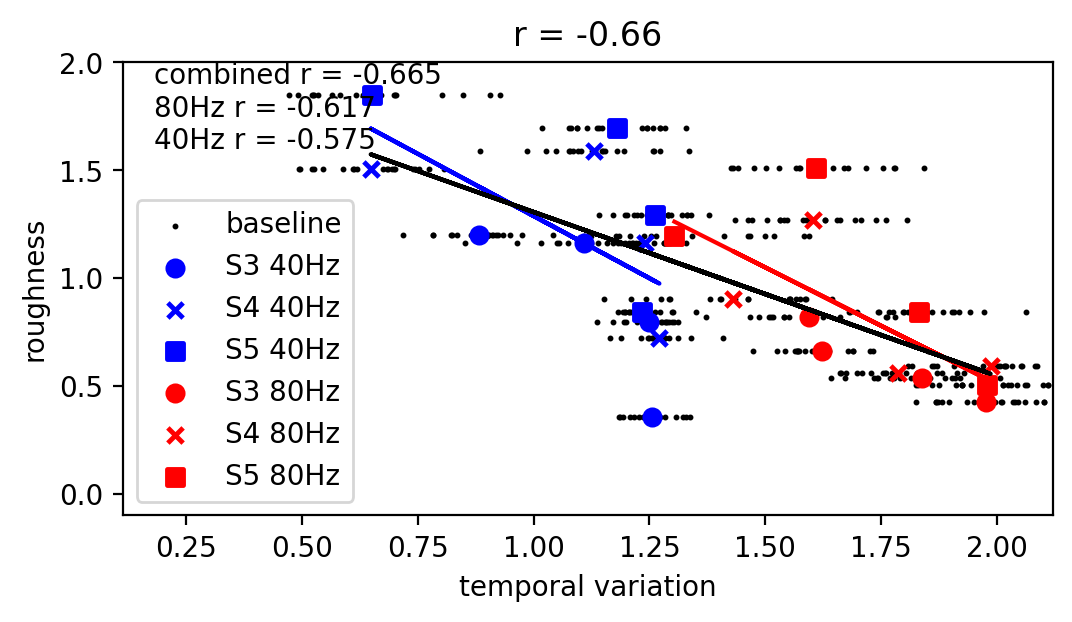 r = -0.66
combined r = -0.665
80Hz r = -0.617
40Hz r = -0.575
2.0
1.5
1.0
0.5
0.0
roughness
baseline
S3 40Hz
S4 40Hz
S5 40Hz
S3 80Hz
S4 80Hz
S5 80Hz
0.25 0.50 0.75 1.00 1.25 1.50 1.75 2.00
temporal variation